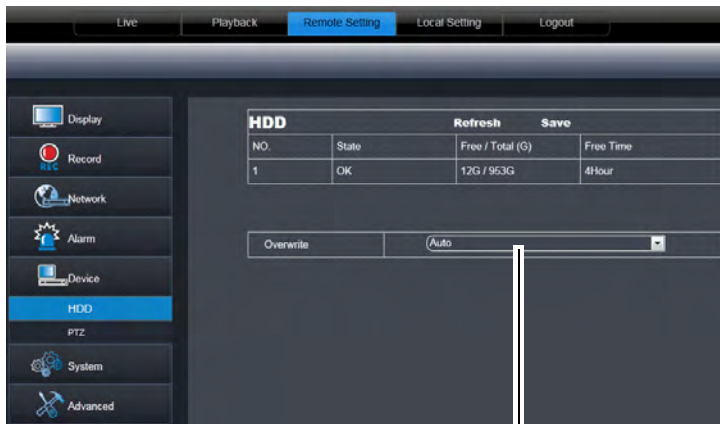 Live Playback Remote Setting Local Setting Logout
Display
Record
REC
Network
Alarm
Device
HDD
PTZ
System
Advanced
HDD Refresh Save
NO. State Free / Total (G) Free Time
1 OK 12G / 953G 4Hour
Overwrite Auto